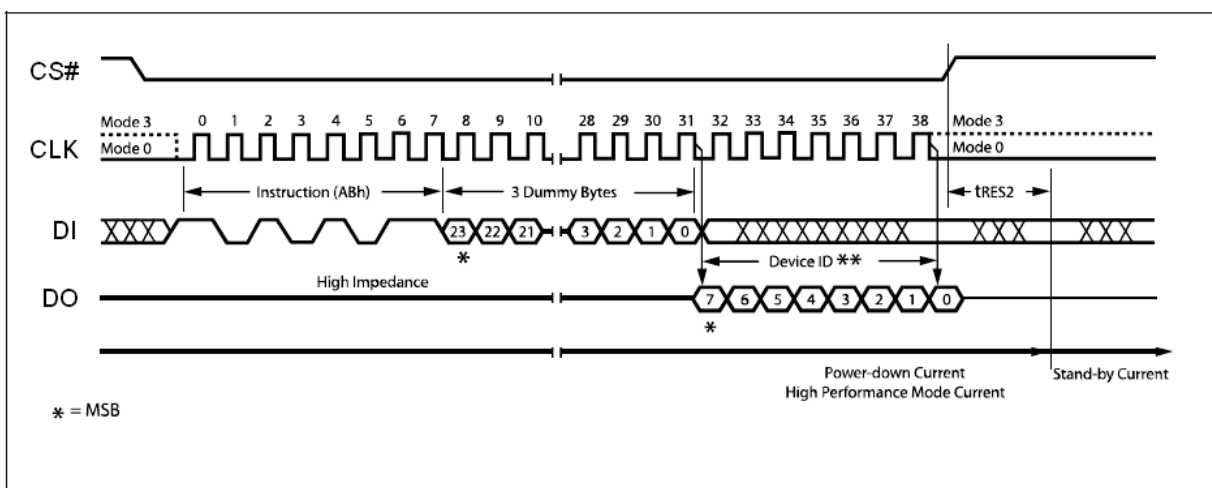 CS#
Mode 3 0 1 2 3 4 5 6 7 8 9 10 28 29 30 31 32 33 34 35 36 37 38 Mode 3
CLK Mode 0 Mode 0
Instruction (ABh) 3 Dummy Bytes tRES2
DI 23 22 21 3 2 1 0
* Device ID **
High Impedance
DO 7 6 5 4 3 2 1 0
*
Power-down Current Stand-by Current
High Performance Mode Current
* = MSB